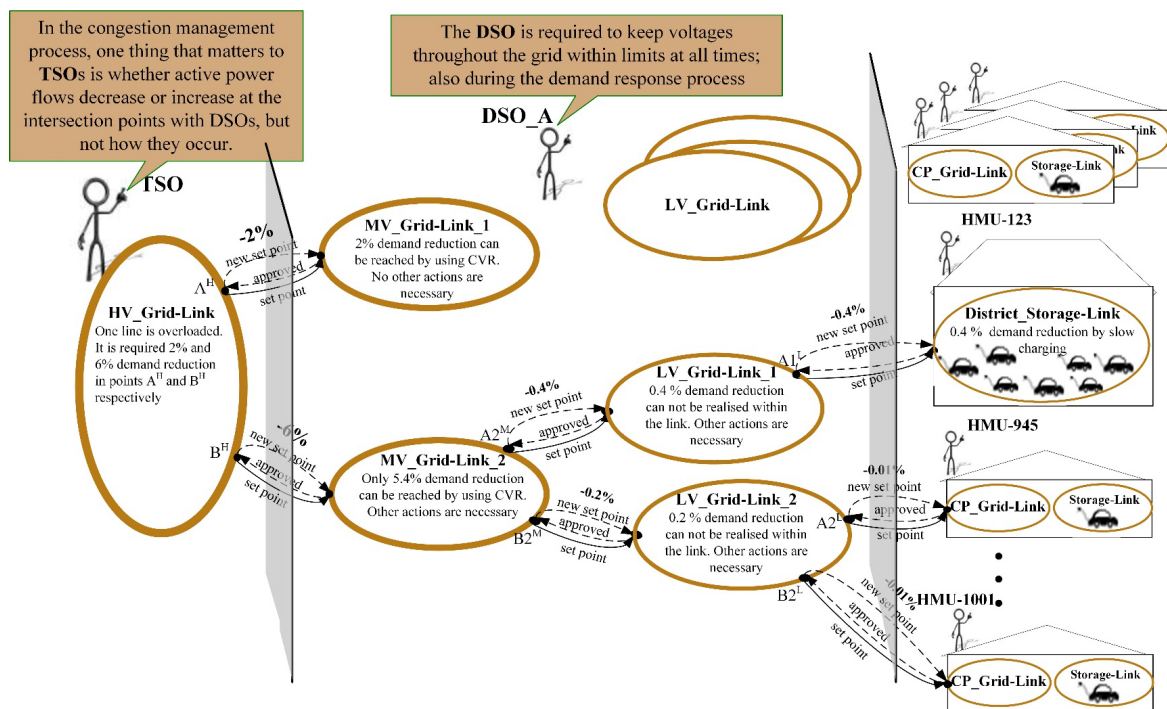 In the congestion management
process, one thing that matters to
TSOs is whether active power
flows decrease or increase at the
intersection points with DSOs, but
not how they occur.
TSO
The DSO is required to keep voltages
throughout the grid within limits at all times;
also during the demand response process
DSO_A
LV_Grid-Link
CP_Grid-Link
Storage-Link
HMU-123
-2%
new set point
approved
set point
A^H
MV_Grid-Link_1
2% demand reduction can
be reached by using CVR.
No other actions are
necessary
HV_Grid-Link
One line is overloaded.
It is required 2% and
6% demand reduction
in points A^H and B^H
respectively
B^H
-6%
new set point
approved
set point
MV_Grid-Link_2
Only 5.4% demand reduction
can be reached by using CVR.
Other actions are necessary
A2^M
-0.4%
new set point
approved
set point
LV_Grid-Link_1
0.4 % demand reduction
can not be realised within
the link. Other actions are
necessary
-0.4%
new set point
approved
set point
District_Storage-Link
0.4 % demand reduction by slow
charging
HMU-945
B2^M
-0.2%
new set point
approved
set point
LV_Grid-Link_2
0.2 % demand reduction
can not be realised within
the link. Other actions are
necessary
A2^L
-0.01%
new set point
approved
set point
CP_Grid-Link
Storage-Link
B2^L
-0.01%
new set point
approved
set point
HMU-1001
CP_Grid-Link
Storage-Link